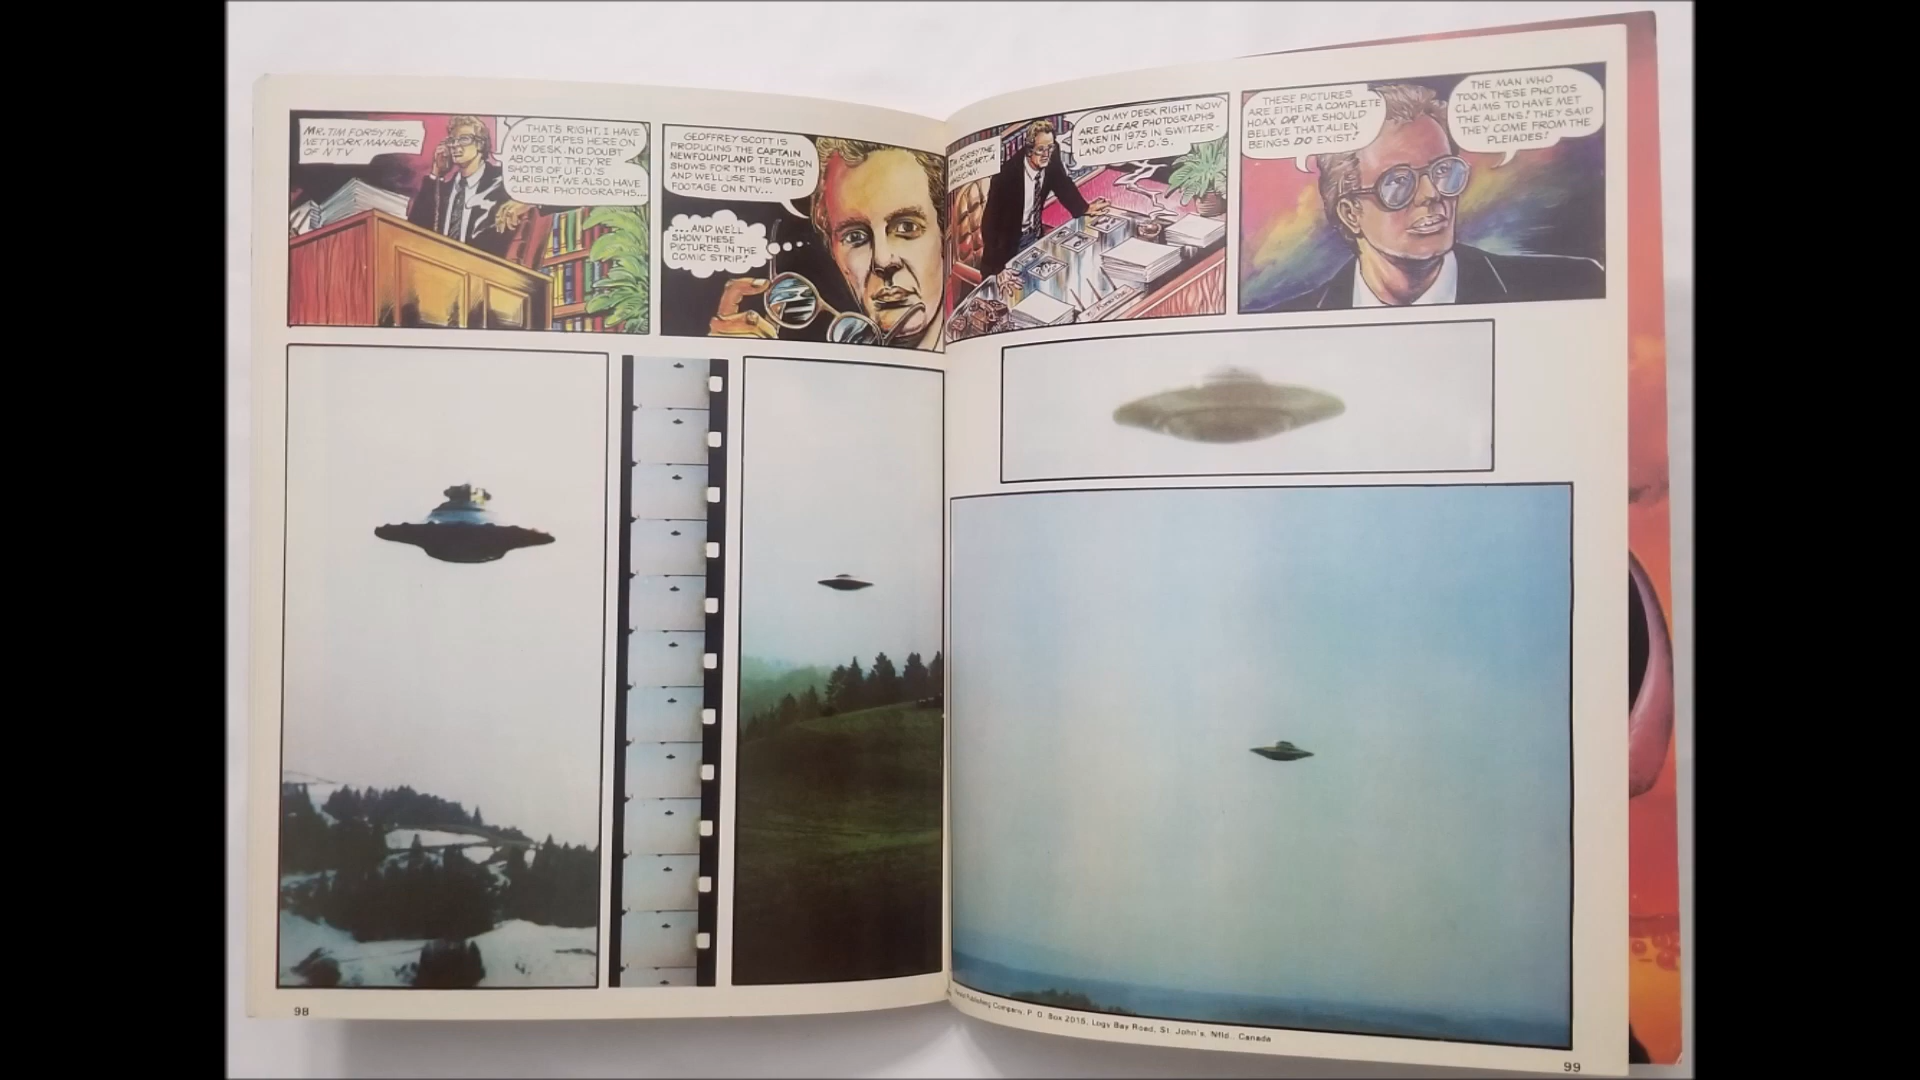 MR. TIM FORSYTHE,
NETWORK MANAGER
OF NTV
THAT'S RIGHT, I HAVE
VIDEO TAPES HERE ON
MY DESK. NO DOUBT
ABOUT IT. THEY'RE
SHOTS OF U.F.O.'S
ALRIGHT! WE ALSO HAVE
CLEAR PHOTOGRAPHS...
GEOFFREY SCOTT IS
PRODUCING THE CAPTAIN
NEWFOUNDLAND TELEVISION
SHOWS FOR THIS SUMMER
AND WE'LL USE THIS VIDEO
FOOTAGE ON NTV...
...AND WE'LL
SHOW THESE
PICTURES IN THE
COMIC STRIP!
TIM FORSYTHE,
HEART, A
ON MY DESK RIGHT NOW
ARE CLEAR PHOTOGRAPHS
TAKEN IN 1975 IN SWITZER-
LAND OF U.F.O.'S.
THESE PICTURES
ARE EITHER A COMPLETE
HOAX OR WE SHOULD
BELIEVE THAT ALIEN
BEINGS DO EXIST!
THE MAN WHO
TOOK THESE PHOTOS
CLAIMS TO HAVE MET
THE ALIENS! THEY SAID
THEY COME FROM THE
PLEIADES!
98
Publishing Company, P. O. Box 2015, Logy Bay Road, St. John's, Nfld., Canada
99